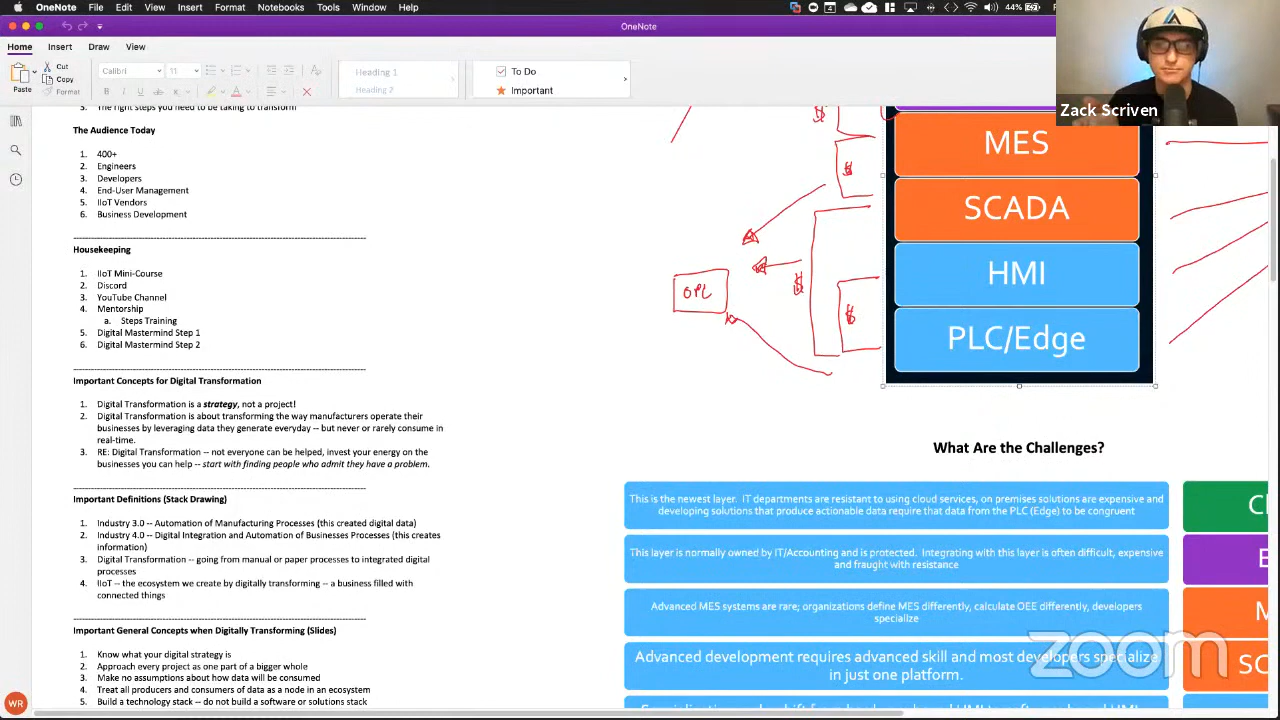 OneNote File Edit View Insert Format Notebooks Tools Window Help
44%
OneNote
Home Insert Draw View
Paste
Cut
Copy
Format
Calibri 11
B I U
Heading 1
Heading 2
To Do
Important
Zack Scriven
3. The right steps you need to be taking to transform
The Audience Today
1. 400+
2. Engineers
3. Developers
4. End-User Management
5. IIoT Vendors
6. Business Development
Housekeeping
1. IIoT Mini-Course
2. Discord
3. YouTube Channel
4. Mentorship
a. Steps Training
5. Digital Mastermind Step 1
6. Digital Mastermind Step 2
Important Concepts for Digital Transformation
1. Digital Transformation is a strategy, not a project!
2. Digital Transformation is about transforming the way manufacturers operate their
businesses by leveraging data they generate everyday -- but never or rarely consume in
real-time.
3. RE: Digital Transformation -- not everyone can be helped, invest your energy on the
businesses you can help -- start with finding people who admit they have a problem.
Important Definitions (Stack Drawing)
1. Industry 3.0 -- Automation of Manufacturing Processes (this created digital data)
2. Industry 4.0 -- Digital Integration and Automation of Businesses Processes (this creates
information)
3. Digital Transformation -- going from manual or paper processes to integrated digital
processes
4. IIoT -- the ecosystem we create by digitally transforming -- a business filled with
connected things
Important General Concepts when Digitally Transforming (Slides)
1. Know what your digital strategy is
2. Approach every project as one part of a bigger whole
3. Make no assumptions about how data will be consumed
4. Treat all producers and consumers of data as a node in an ecosystem
5. Build a technology stack -- do not build a software or solutions stack
WR
MES
SCADA
HMI
PLC/Edge
$
$
$
$
What Are the Challenges?
This is the newest layer. IT departments are resistant to using cloud services, on premises solutions are expensive and
developing solutions that produce actionable data require that data from the PLC (Edge) to be congruent
This layer is normally owned by IT/Accounting and is protected. Integrating with this layer is often difficult, expensive
and fraught with resistance
Advanced MES systems are rare; organizations define MES differently, calculate OEE differently, developers
specialize
Advanced development requires advanced skill and most developers specialize
in just one platform.
E
M
SC
zoom